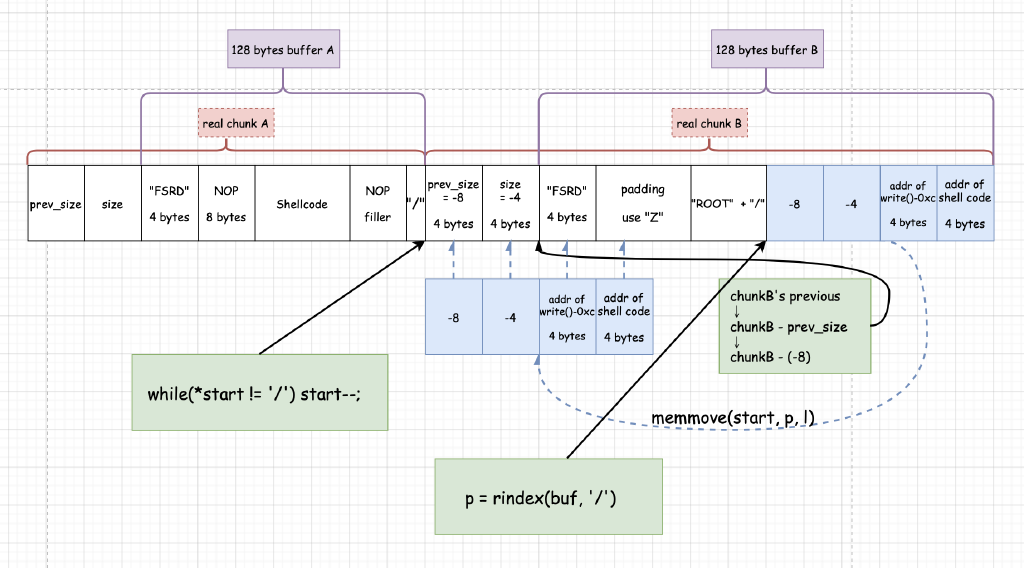 128 bytes buffer A
128 bytes buffer B
real chunk A
real chunk B
prev_size
size
"FSRD"
4 bytes
NOP
8 bytes
Shellcode
NOP
filler
"/"
prev_size
= -8
4 bytes
size
= -4
4 bytes
"FSRD"
4 bytes
padding
use "Z"
"ROOT" + "/"
-8
-4
addr of
write()-0xc
4 bytes
addr of
shell code
4 bytes
-8
-4
addr of
write()-0xc
4 bytes
addr of
shell code
4 bytes
chunkB's previous
↓
chunkB - prev_size
↓
chunkB - (-8)
while(*start != '/') start--;
memmove(start, p, l)
p = rindex(buf, '/')